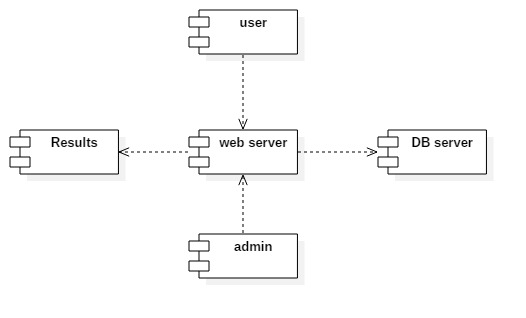 user
Results
web server
DB server
admin